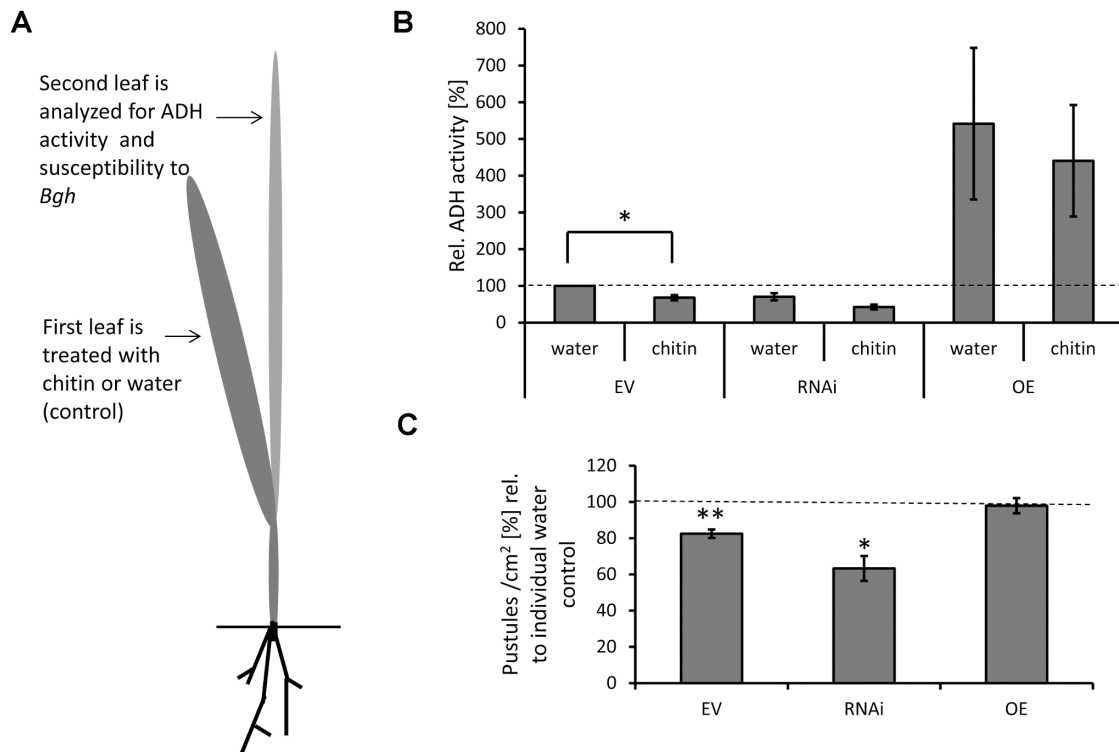 A
Second leaf is
analyzed for ADH
activity and
susceptibility to
Bgh
First leaf is
treated with
chitin or water
(control)
B
Rel. ADH activity [%]
800
700
600
500
400
300
200
100
0
*
water chitin water chitin water chitin
EV RNAi OE
C
Pustules /cm² [%] rel.
to individual water
control
120
100
80
60
40
20
0
**
*
EV RNAi OE